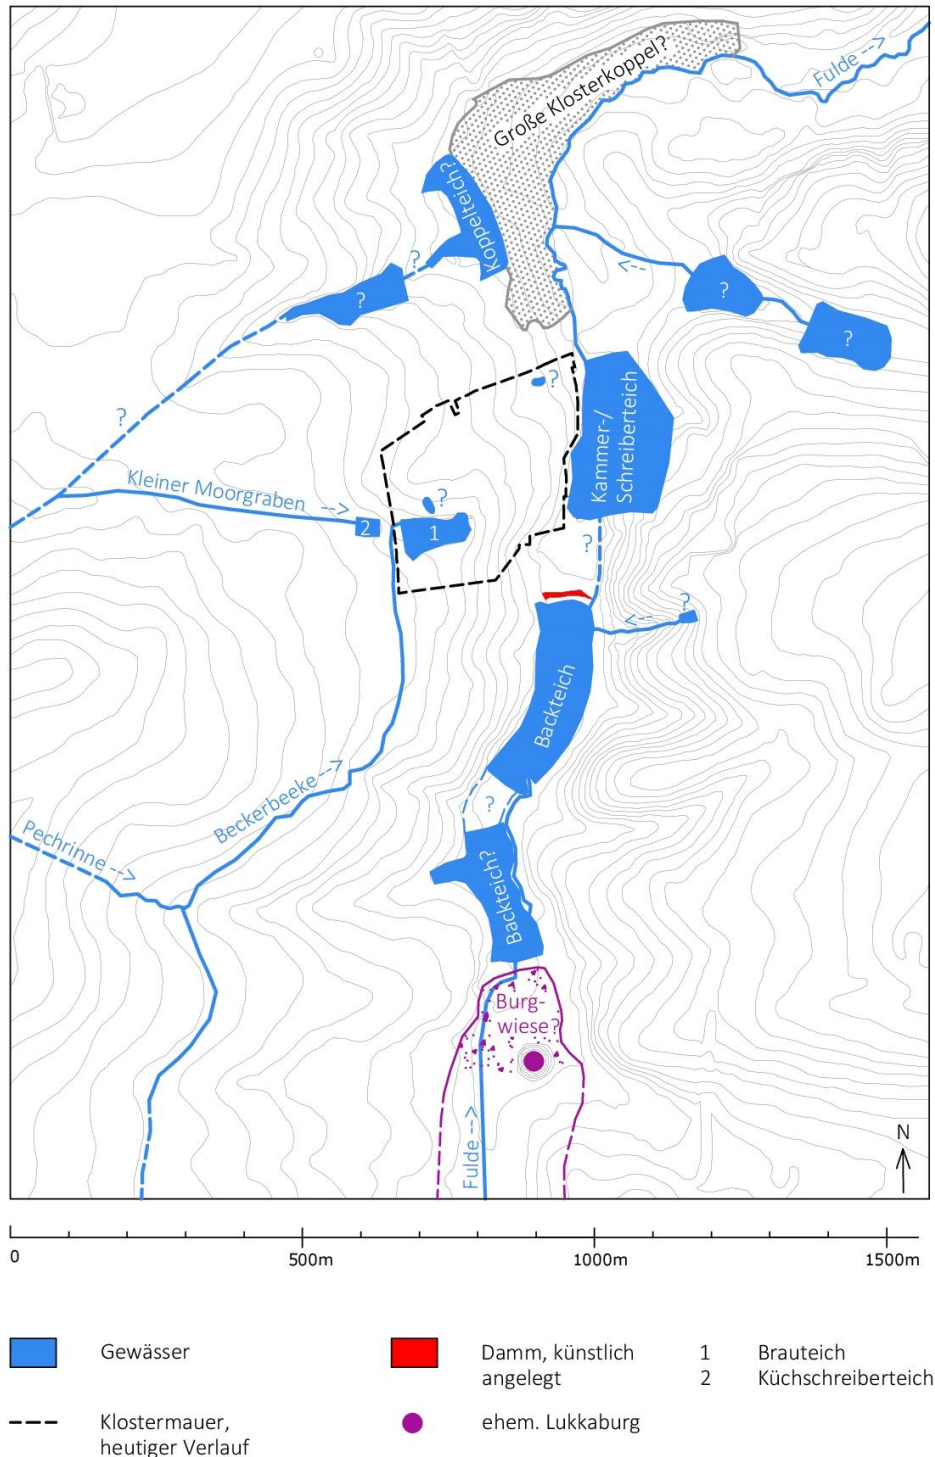 Große Klosterkoppel?
Fulde -->
Koppelteich?
?
<--
?
?
?
?
?
Kammer-/
Schreiberteich
Kleiner Moorgraben -->
?
2
1
?
?
<--
Backteich
Beckerbeeke -->
?
Pechrinne -->
Backteich?
Burg-
wiese?
Fulde -->
N
0
500m
1000m
1500m
Gewässer
Damm, künstlich
angelegt
1 Brauteich
2 Küchschreiberteich
Klostermauer,
heutiger Verlauf
ehem. Lukkaburg